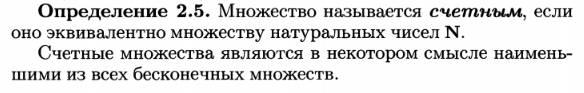 Определение 2.5. Множество называется счетным, если
оно эквивалентно множеству натуральных чисел N.
Счетные множества являются в некотором смысле наимень-
шими из всех бесконечных множеств.